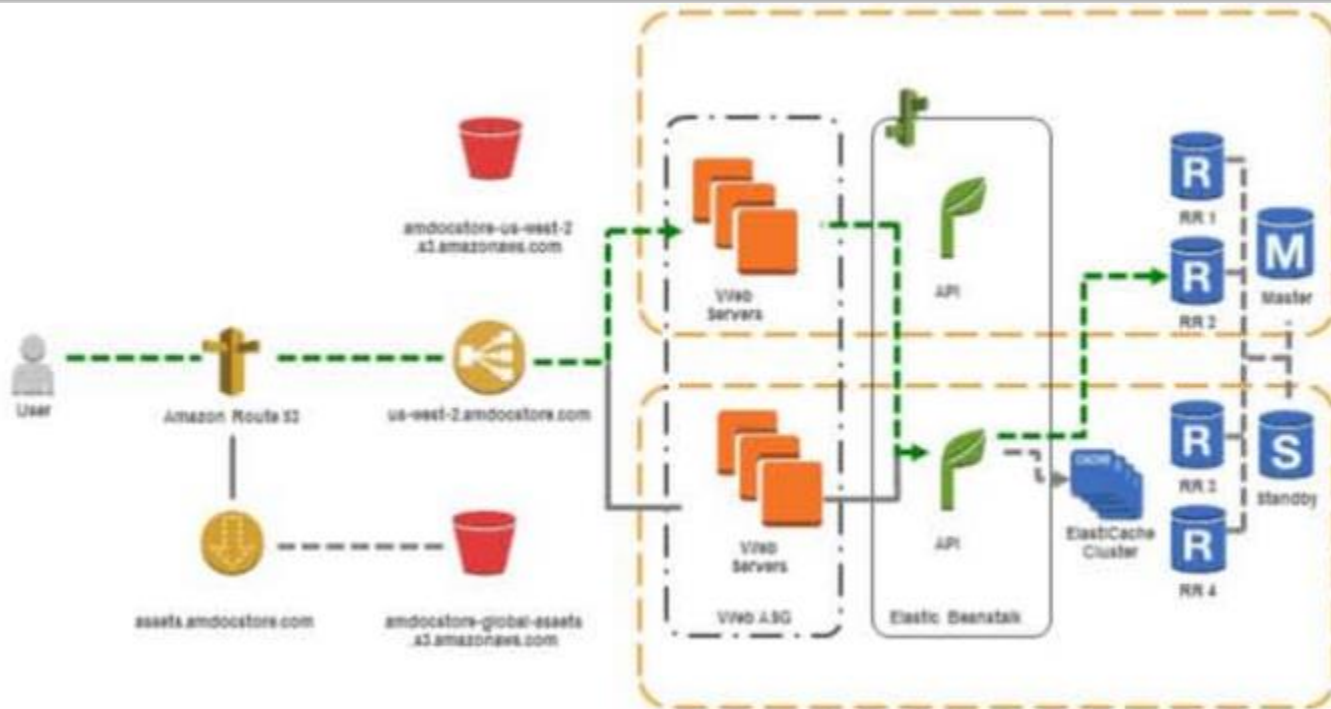 amdocstore-us-west-2
.s3.amazonaws.com
User
Amazon Route 53
us-west-2.amdocstore.com
assets.amdocstore.com
amdocstore-global-assets
.s3.amazonaws.com
Web
Servers
Web
Servers
Web ASG
API
API
Elastic Beanstalk
CACHE
ElastiCache
Cluster
R
RR 1
R
RR 2
M
Master
R
RR 3
R
RR 4
S
Standby